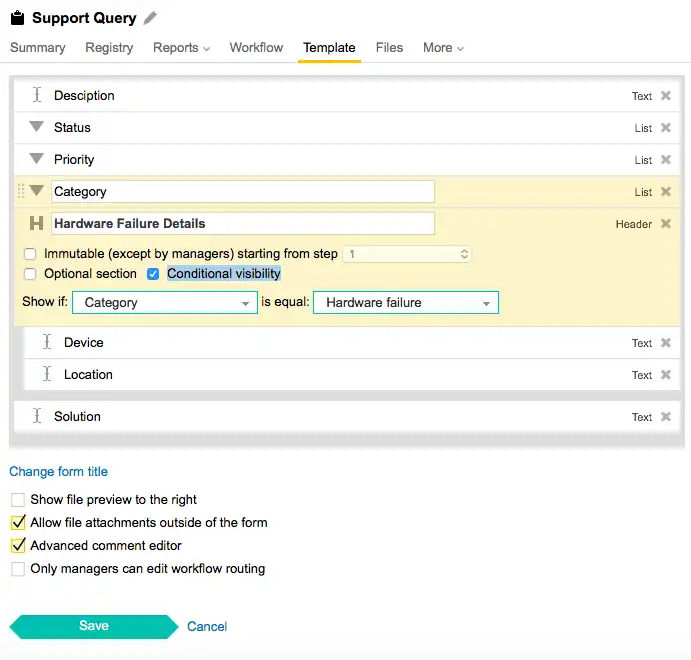 Support Query
Summary Registry Reports Workflow Template Files More
Desciption Text
Status List
Priority List
Category List
H Hardware Failure Details Header
Immutable (except by managers) starting from step 1
Optional section Conditional visibility
Show if: Category is equal: Hardware failure
Device Text
Location Text
Solution Text
Change form title
Show file preview to the right
Allow file attachments outside of the form
Advanced comment editor
Only managers can edit workflow routing
Save Cancel